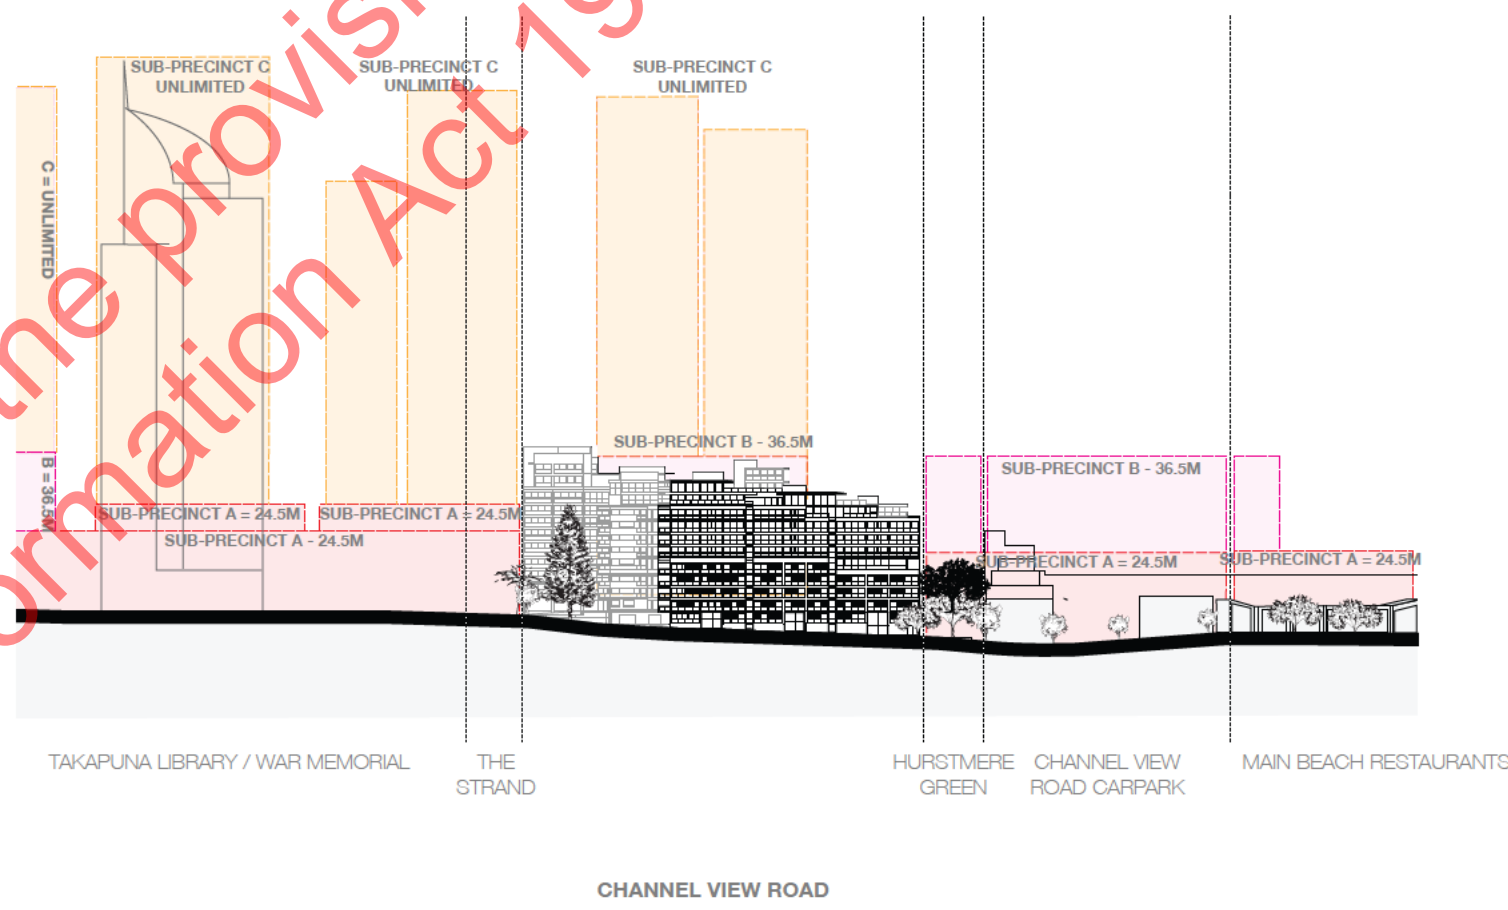 the provisi
ormation Act 19
SUB-PRECINCT C
UNLIMITED
SUB-PRECINCT C
UNLIMITED
SUB-PRECINCT C
UNLIMITED
C = UNLIMITED
B = 36.5M
SUB-PRECINCT B - 36.5M
SUB-PRECINCT B - 36.5M
SUB-PRECINCT A = 24.5M
SUB-PRECINCT A = 24.5M
SUB-PRECINCT A - 24.5M
SUB-PRECINCT A = 24.5M
SUB-PRECINCT A = 24.5M
TAKAPUNA LIBRARY / WAR MEMORIAL
THE
STRAND
HURSTMERE
GREEN
CHANNEL VIEW
ROAD CARPARK
MAIN BEACH RESTAURANTS
CHANNEL VIEW ROAD